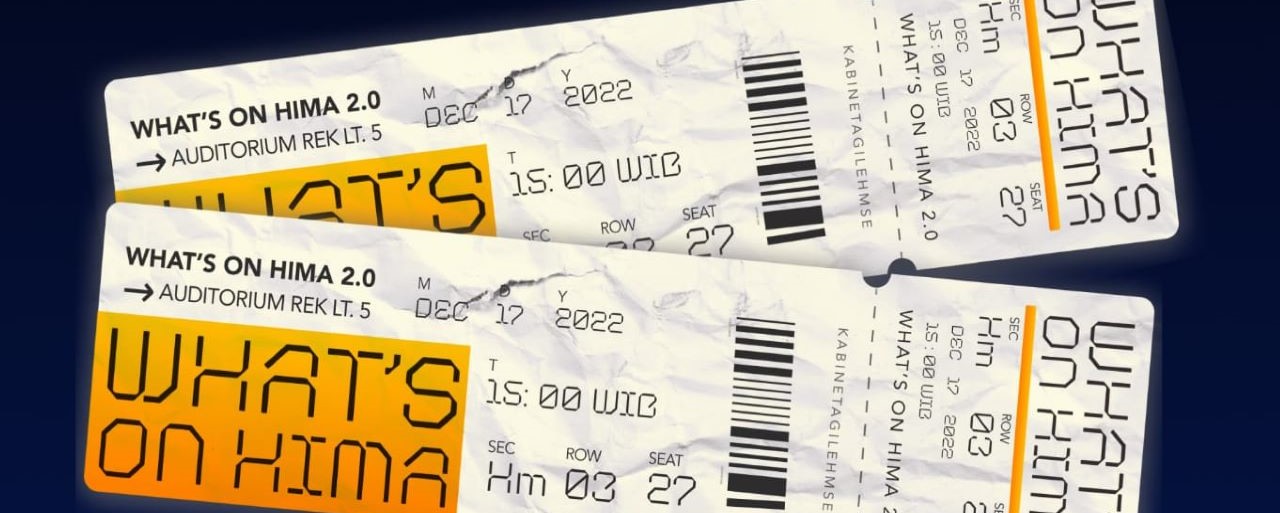 WHAT'S ON HIMA 2.0
→ AUDITORIUM REK LT. 5
M D Y
DEC 17 2022
WHAT'S
T
15:00 WIB
SEC ROW SEAT
27
KABINETAGILEHMSE
WHAT'S ON HIMA 2.0
15:00 WIB
DEC 17 2022
SEC ROW SEAT
Hm 03 27
WHAT'S
ON HIMA
WHAT'S ON HIMA 2.0
→ AUDITORIUM REK LT. 5
M D Y
DEC 17 2022
WHAT'S
ON HIMA
T
15:00 WIB
SEC ROW SEAT
Hm 03 27
KABINETAGILEHMSE
WHAT'S ON HIMA
15:00 WIB
DEC 17 2022
SEC ROW
Hm 03
WHAT'S
ON HIMA